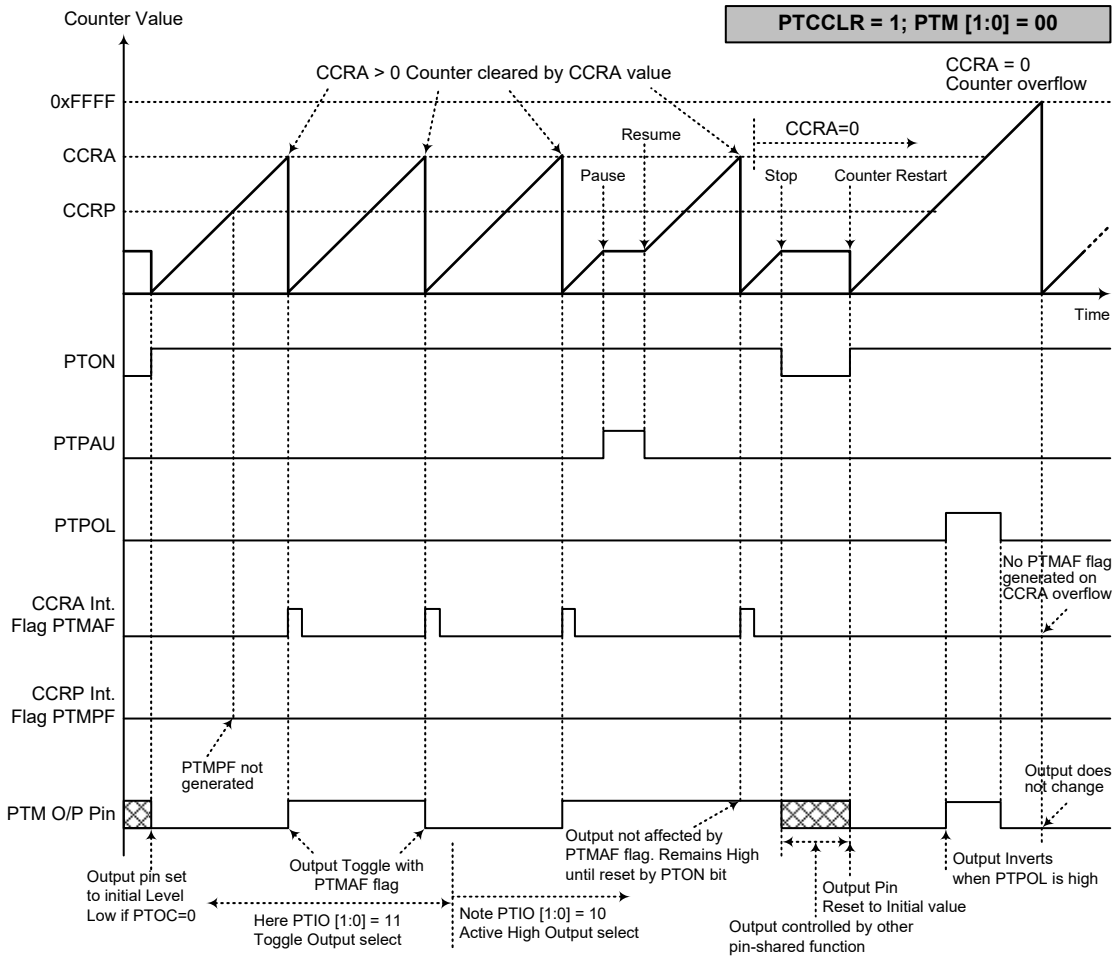 Counter Value
PTCCLR = 1; PTM [1:0] = 00
CCRA > 0 Counter cleared by CCRA value
CCRA = 0
Counter overflow
0xFFFF
Resume
CCRA=0
CCRA
Pause
Stop
Counter Restart
CCRP
Time
PTON
PTPAU
PTPOL
No PTMAF flag
generated on
CCRA overflow
CCRA Int.
Flag PTMAF
CCRP Int.
Flag PTMPF
PTMPF not
generated
Output does
not change
PTM O/P Pin
Output pin set
to initial Level
Low if PTOC=0
Output Toggle with
PTMAF flag
Output not affected by
PTMAF flag. Remains High
until reset by PTON bit
Output Inverts
when PTPOL is high
Output Pin
Reset to Initial value
Here PTIO [1:0] = 11
Toggle Output select
Note PTIO [1:0] = 10
Active High Output select
Output controlled by other
pin-shared function